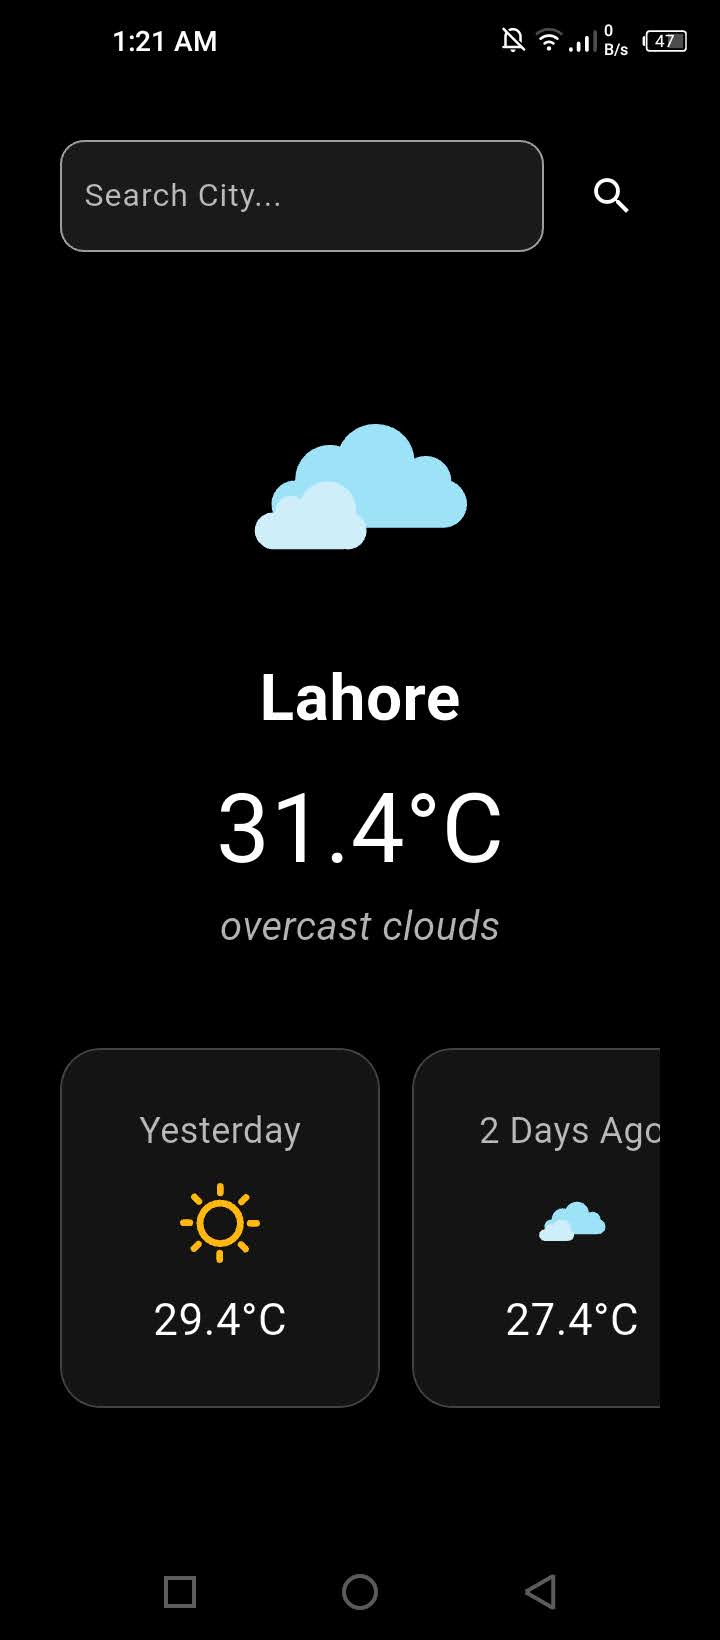 1:21 AM
0
B/s
47
Search City...
Lahore
31.4°C
overcast clouds
Yesterday
2 Days Ago
29.4°C
27.4°C